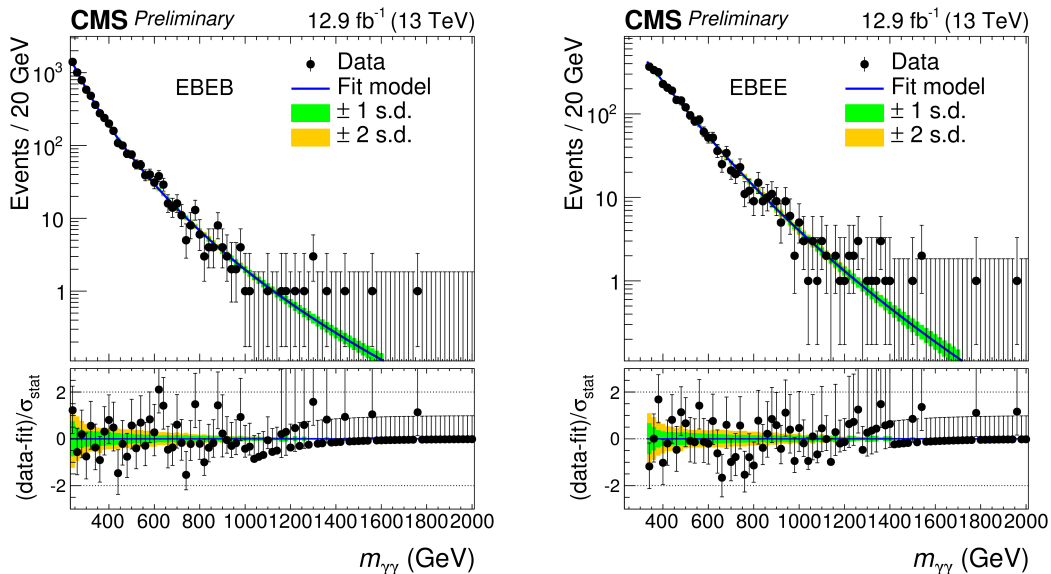 CMS Preliminary 12.9 fb⁻¹ (13 TeV)
Events / 20 GeV
10³
10²
10
1
EBEB
Data
Fit model
± 1 s.d.
± 2 s.d.
(data-fit)/σstat
2
0
-2
400 600 800 1000 1200 1400 1600 1800 2000
mγγ (GeV)
CMS Preliminary 12.9 fb⁻¹ (13 TeV)
Events / 20 GeV
10²
10
1
EBEE
Data
Fit model
± 1 s.d.
± 2 s.d.
(data-fit)/σstat
2
0
-2
400 600 800 1000 1200 1400 1600 1800 2000
mγγ (GeV)